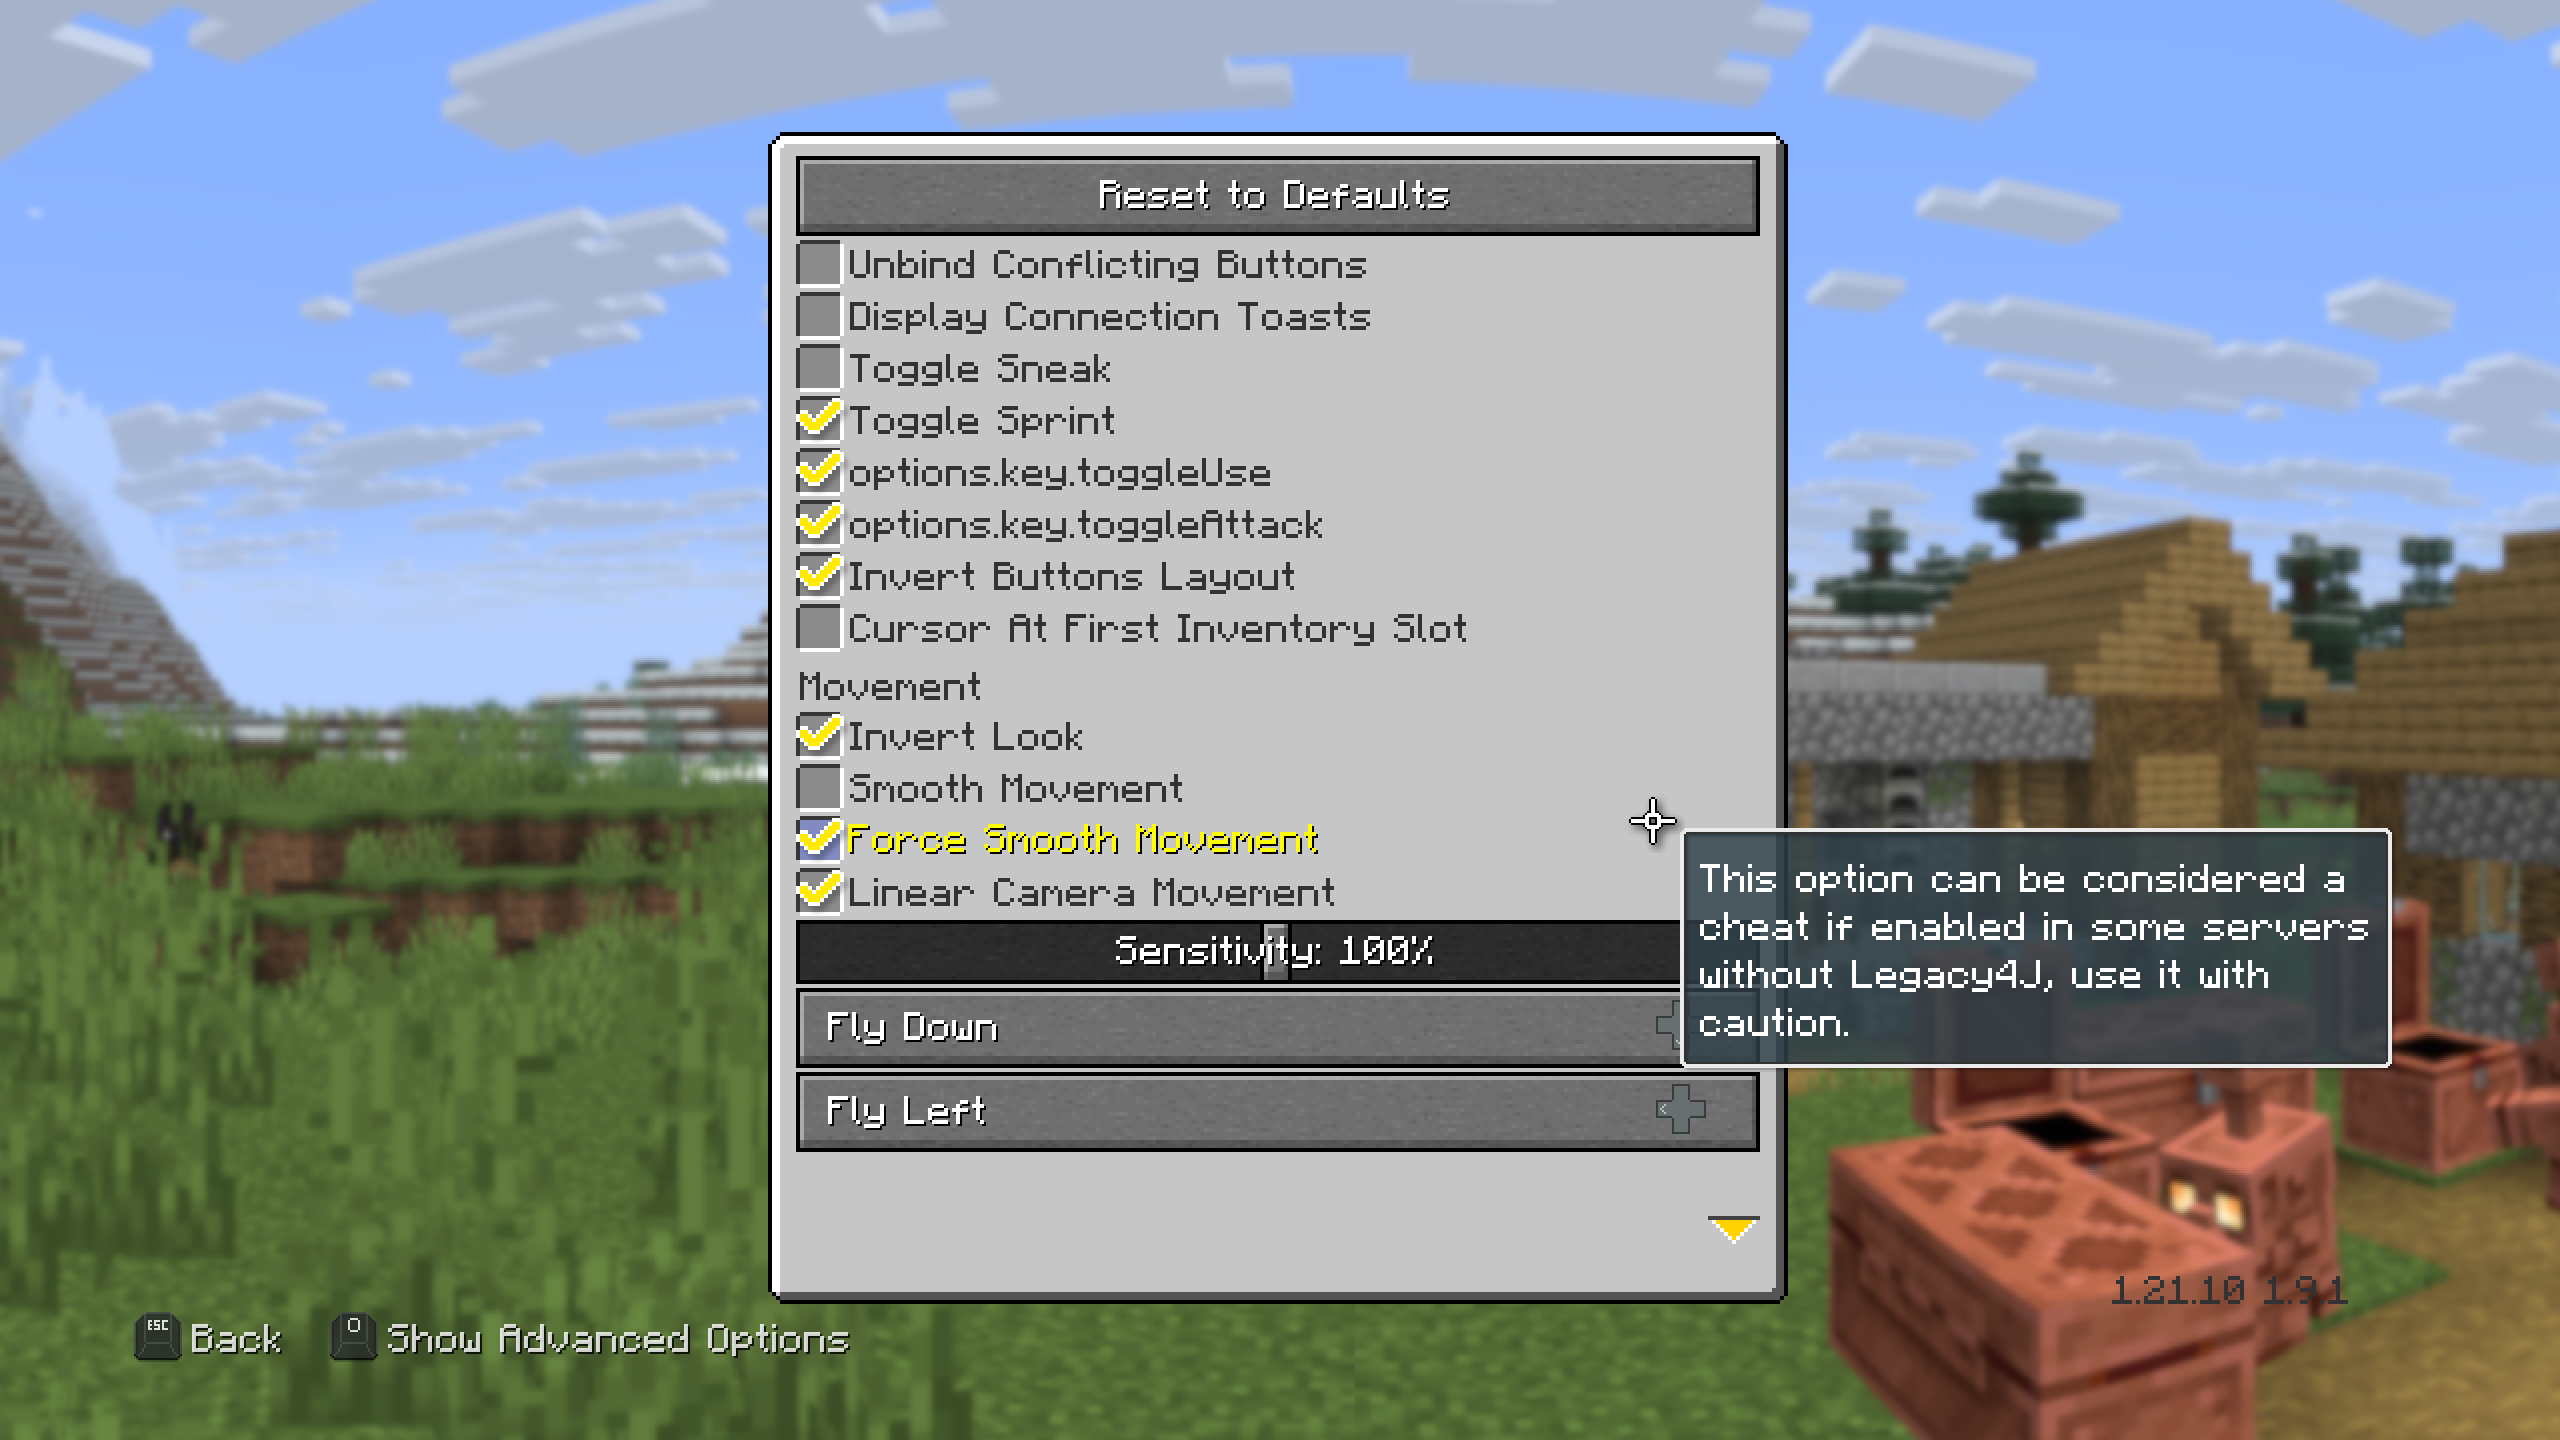 Reset to Defaults
Unbind Conflicting Buttons
Display Connection Toasts
Toggle Sneak
Toggle Sprint
options.key.toggleUse
options.key.toggleAttack
Invert Buttons Layout
Cursor At First Inventory Slot
Movement
Invert Look
Smooth Movement
Force Smooth Movement
Linear Camera Movement
Sensitivity: 100%
Fly Down
Fly Left
This option can be considered a
cheat if enabled in some servers
without Legacy4J, use it with
caution.
1.21.10 1.9.1
ESC Back O Show Advanced Options